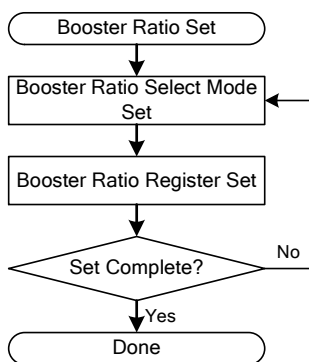 Booster Ratio Set
Booster Ratio Select Mode
Set
Booster Ratio Register Set
Set Complete?
No
Yes
Done